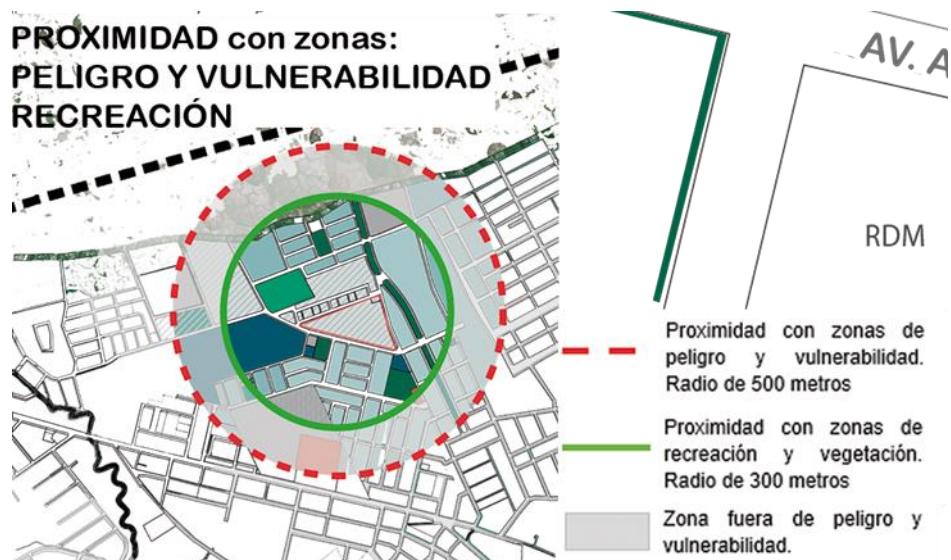 PROXIMIDAD con zonas:
PELIGRO Y VULNERABILIDAD
RECREACIÓN
AV. A
RDM
Proximidad con zonas de
peligro y vulnerabilidad.
Radio de 500 metros
Proximidad con zonas de
recreación y vegetación.
Radio de 300 metros
Zona fuera de peligro y
vulnerabilidad.